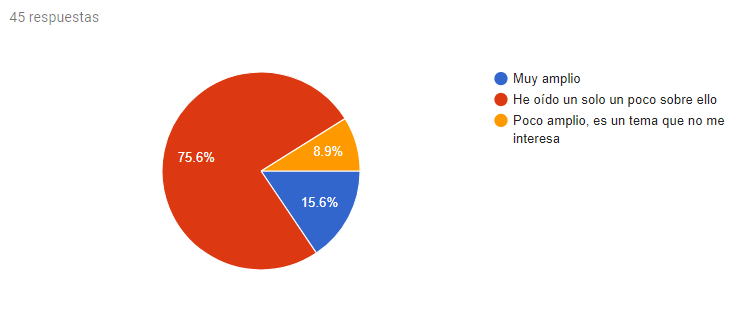 45 respuestas
Muy amplio
He oído un solo un poco sobre ello
Poco amplio, es un tema que no me
interesa
75.6%
8.9%
15.6%